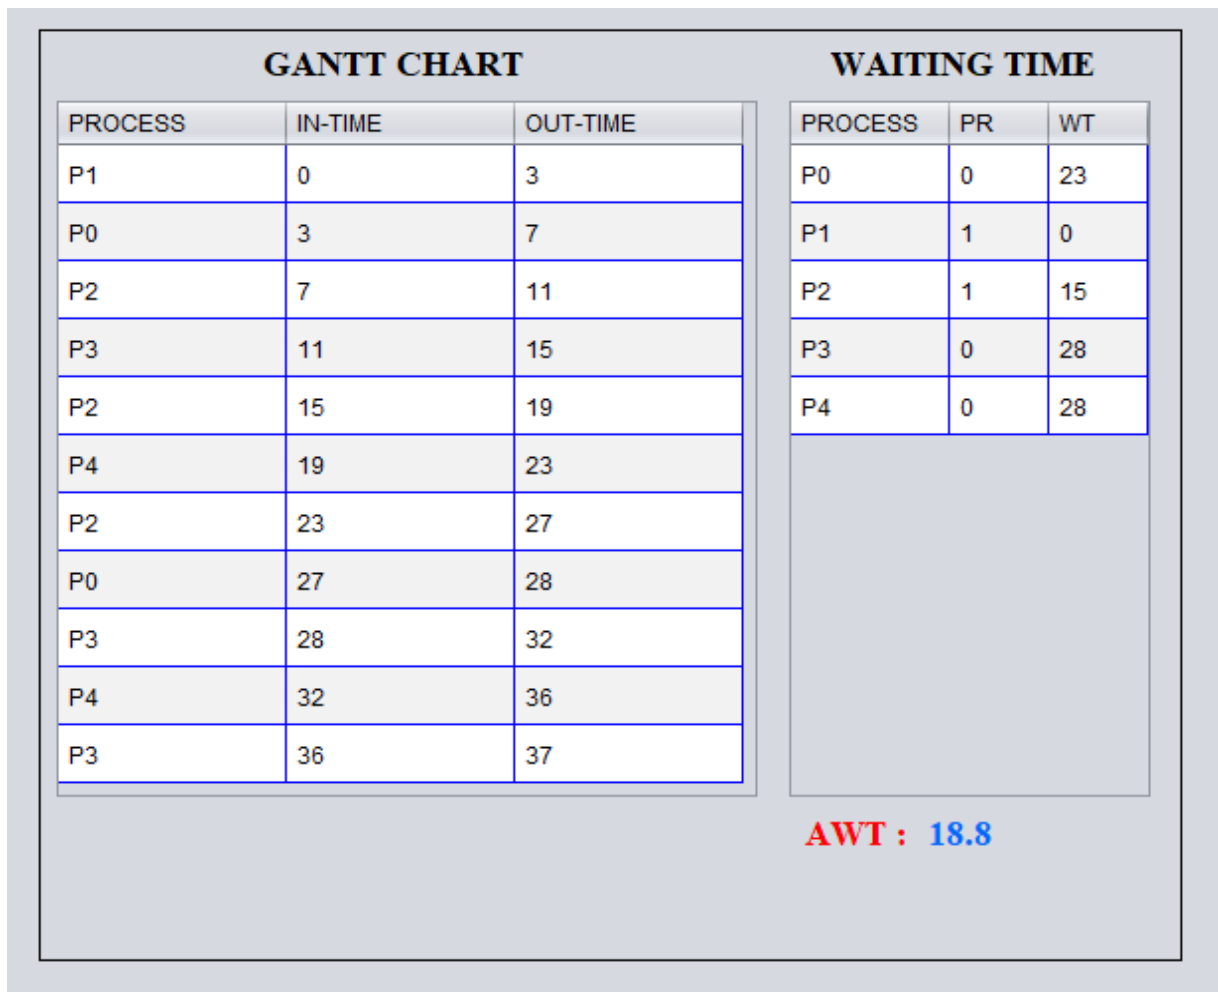 GANTT CHART
PROCESS IN-TIME OUT-TIME
P1 0 3
P0 3 7
P2 7 11
P3 11 15
P2 15 19
P4 19 23
P2 23 27
P0 27 28
P3 28 32
P4 32 36
P3 36 37
WAITING TIME
PROCESS PR WT
P0 0 23
P1 1 0
P2 1 15
P3 0 28
P4 0 28
AWT : 18.8